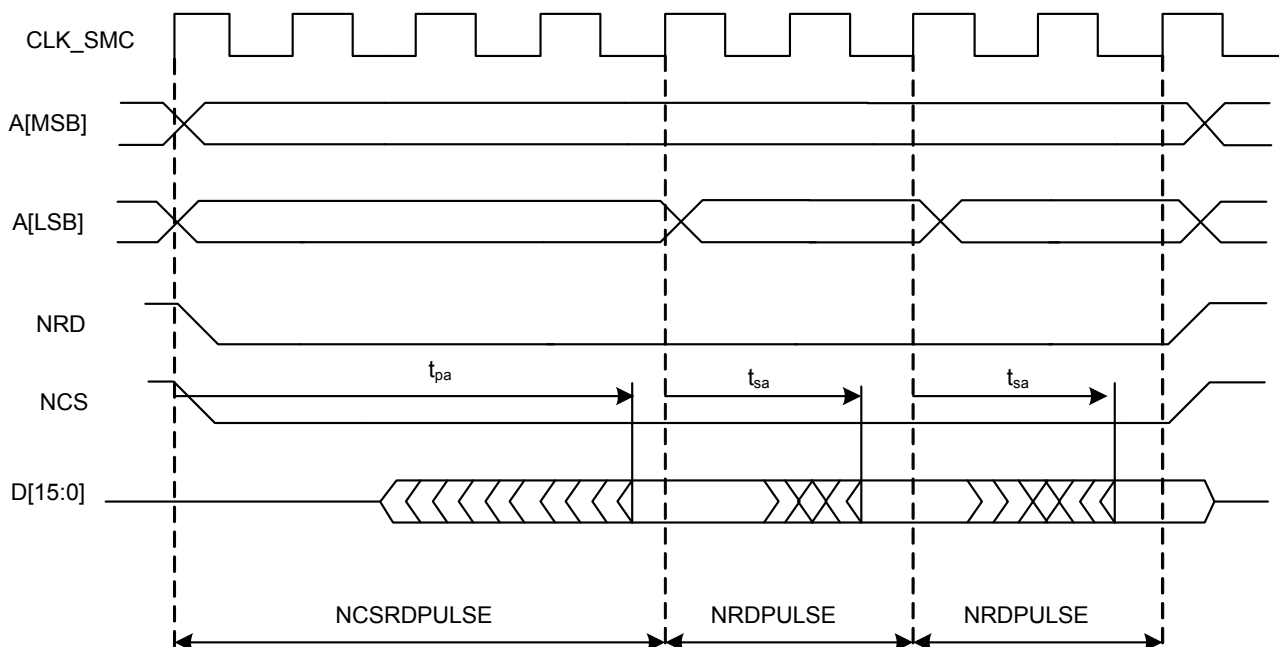 CLK_SMC
A[MSB]
A[LSB]
NRD
NCS
tpa
tsa
tsa
D[15:0]
NCSRDPULSE
NRDPULSE
NRDPULSE